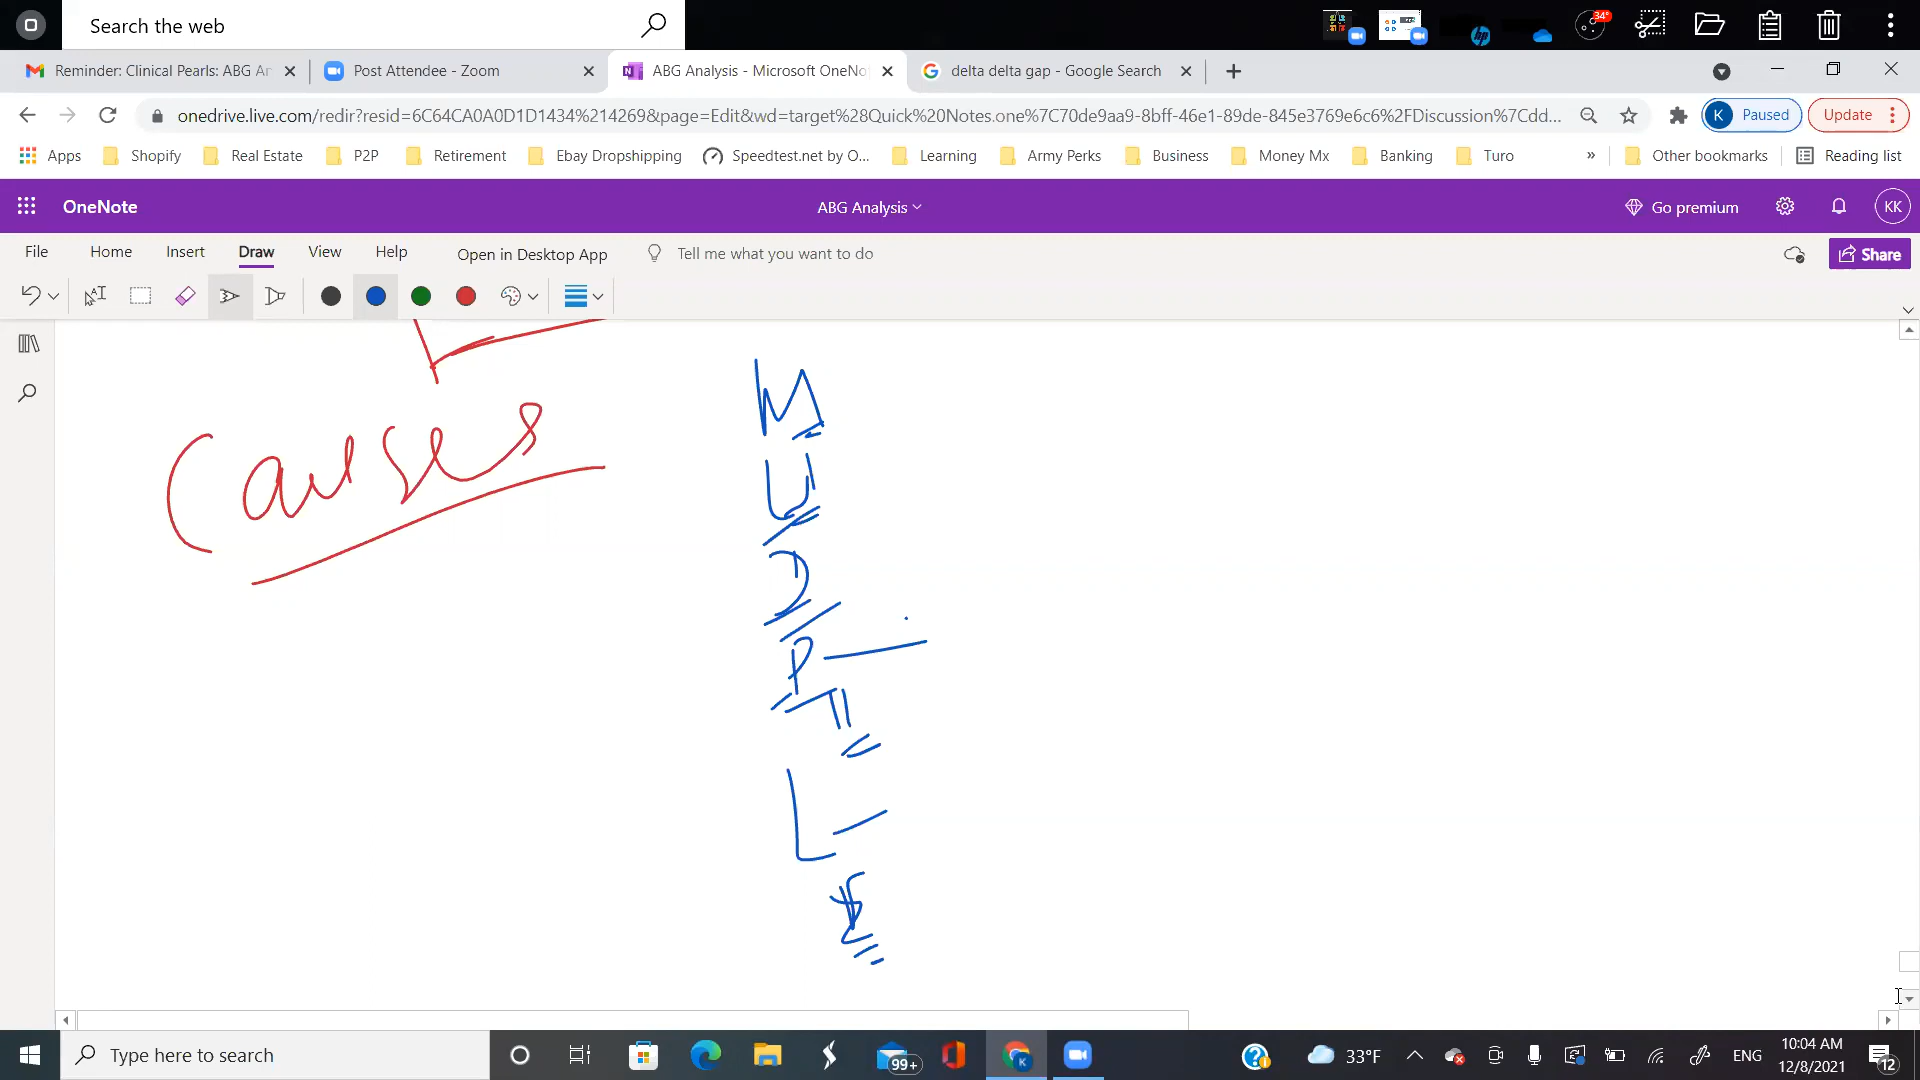 Search the web
34°
Reminder: Clinical Pearls: ABG An
Post Attendee - Zoom
ABG Analysis - Microsoft OneNo
delta delta gap - Google Search
onedrive.live.com/redir?resid=6C64CA0A0D1D1434%214269&page=Edit&wd=target%28Quick%20Notes.one%7C70de9aa9-8bff-46e1-89de-845e3769e6c6%2FDiscussion%7Cdd...
K Paused
Update
Apps Shopify Real Estate P2P Retirement Ebay Dropshipping Speedtest.net by O... Learning Army Perks Business Money Mx Banking Turo » Other bookmarks Reading list
OneNote
ABG Analysis
Go premium
KK
File Home Insert Draw View Help Open in Desktop App Tell me what you want to do
Share
Causes
M
U
D
P
L
Type here to search
99+
33°F
ENG
10:04 AM
12/8/2021
12